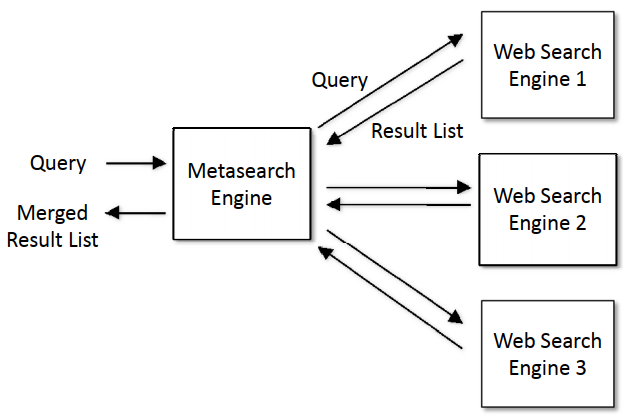 Query
Merged
Result List
Metasearch
Engine
Query
Result List
Web Search
Engine 1
Web Search
Engine 2
Web Search
Engine 3